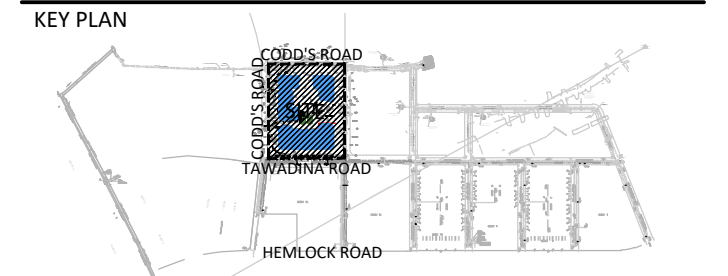 KEY PLAN
CODD'S ROAD
CODD'S ROAD
SITE
TAWADINA ROAD
HEMLOCK ROAD